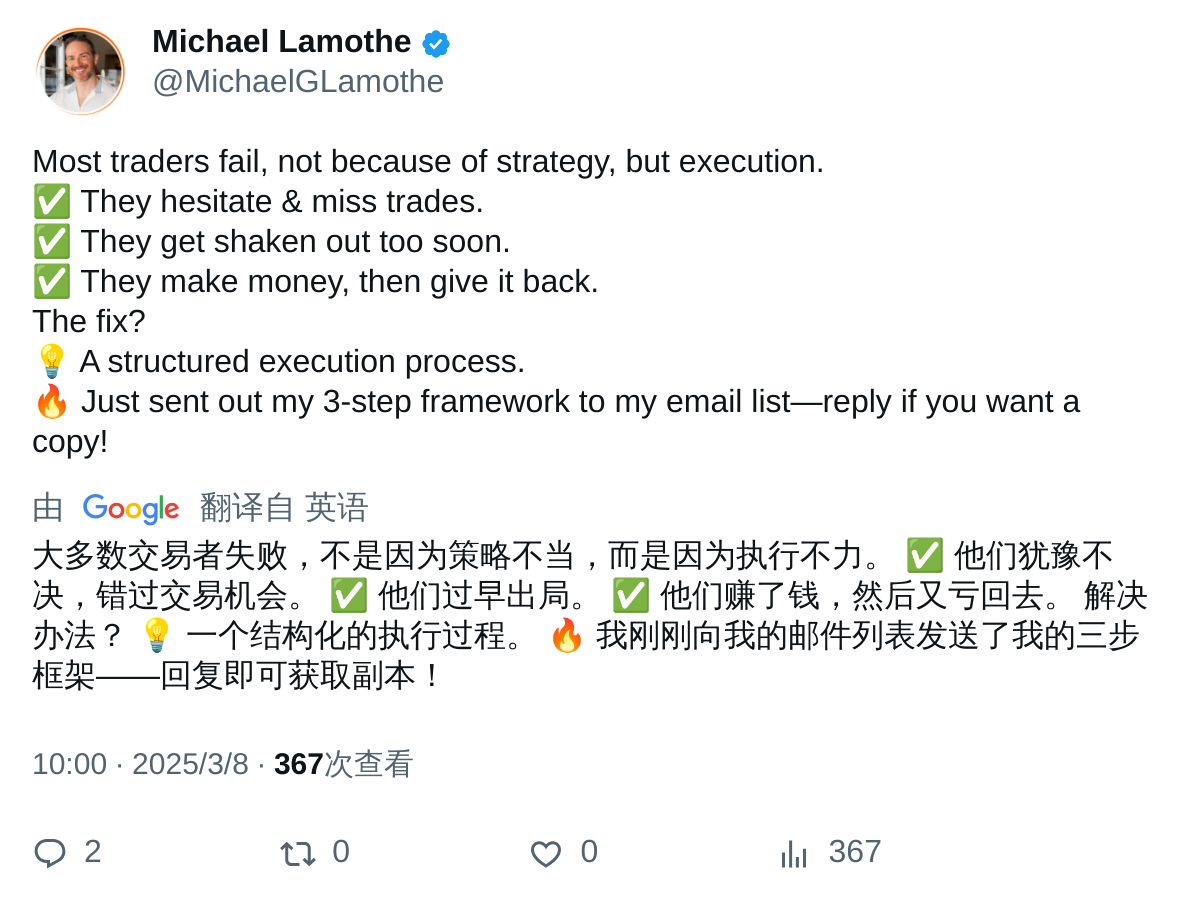 Michael Lamothe
@MichaelGLamothe
Most traders fail, not because of strategy, but execution.
✅ They hesitate & miss trades.
✅ They get shaken out too soon.
✅ They make money, then give it back.
The fix?
💡 A structured execution process.
🔥 Just sent out my 3-step framework to my email list—reply if you want a
copy!
由 Google 翻译自 英语
大多数交易者失败，不是因为策略不当，而是因为执行不力。 ✅ 他们犹豫不
决，错过交易机会。 ✅ 他们过早出局。 ✅ 他们赚了钱，然后又亏回去。 解决
办法？ 💡 一个结构化的执行过程。 🔥 我刚刚向我的邮件列表发送了我的三步
框架——回复即可获取副本！
10:00 · 2025/3/8 · 367次查看
2 0 0 367